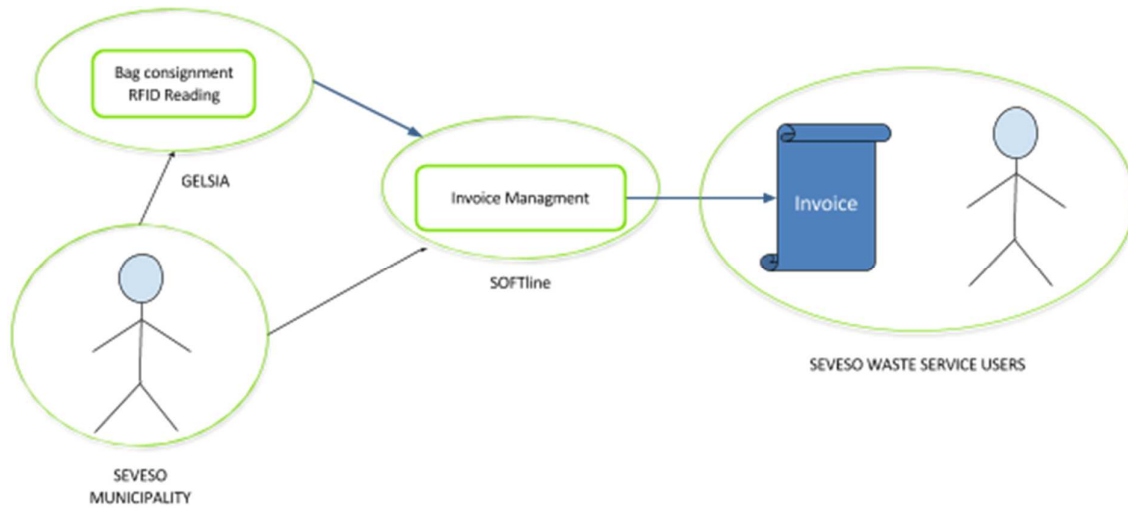 Bag consignment
RFID Reading
GELSIA
Invoice Managment
SOFTline
Invoice
SEVESO WASTE SERVICE USERS
SEVESO
MUNICIPALITY